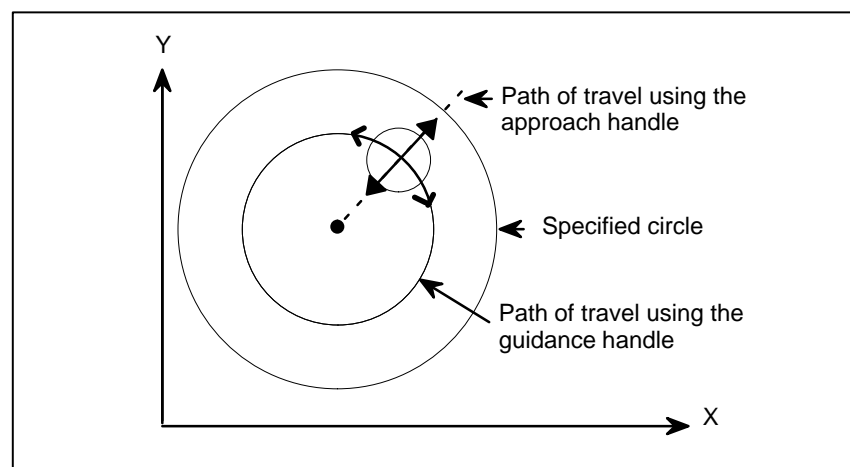 Y
Path of travel using the
approach handle
Specified circle
Path of travel using the
guidance handle
X